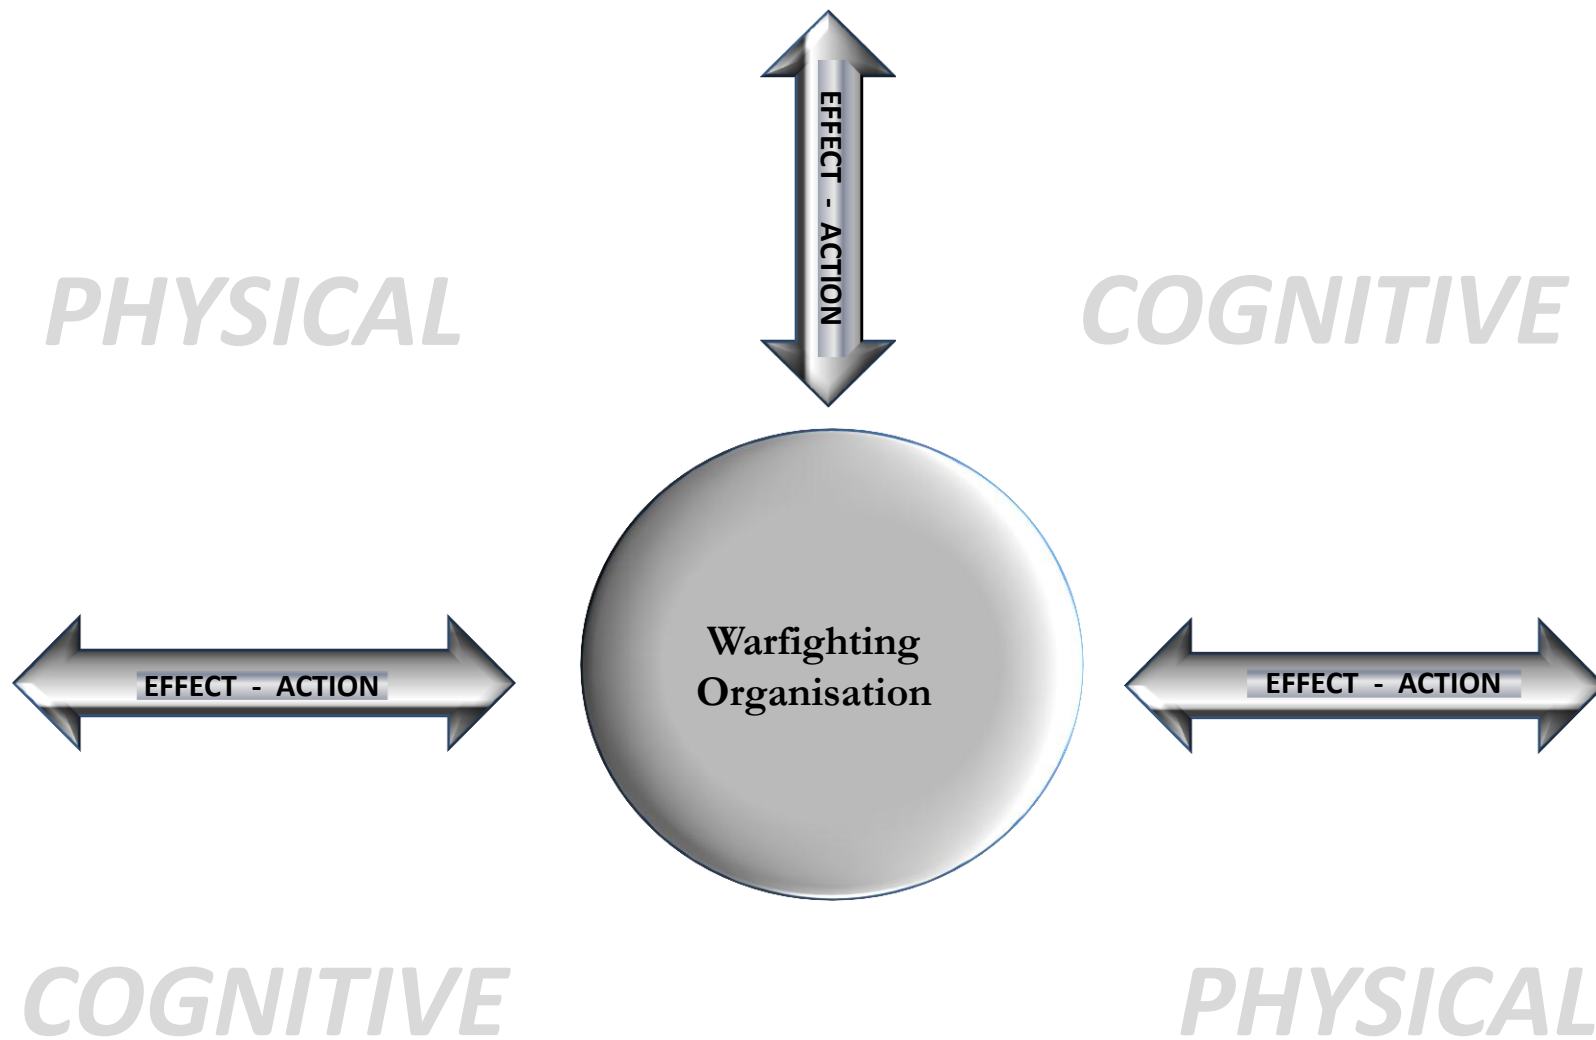 EFFECT - ACTION
PHYSICAL
COGNITIVE
Warfighting
Organisation
EFFECT - ACTION
EFFECT - ACTION
COGNITIVE
PHYSICAL